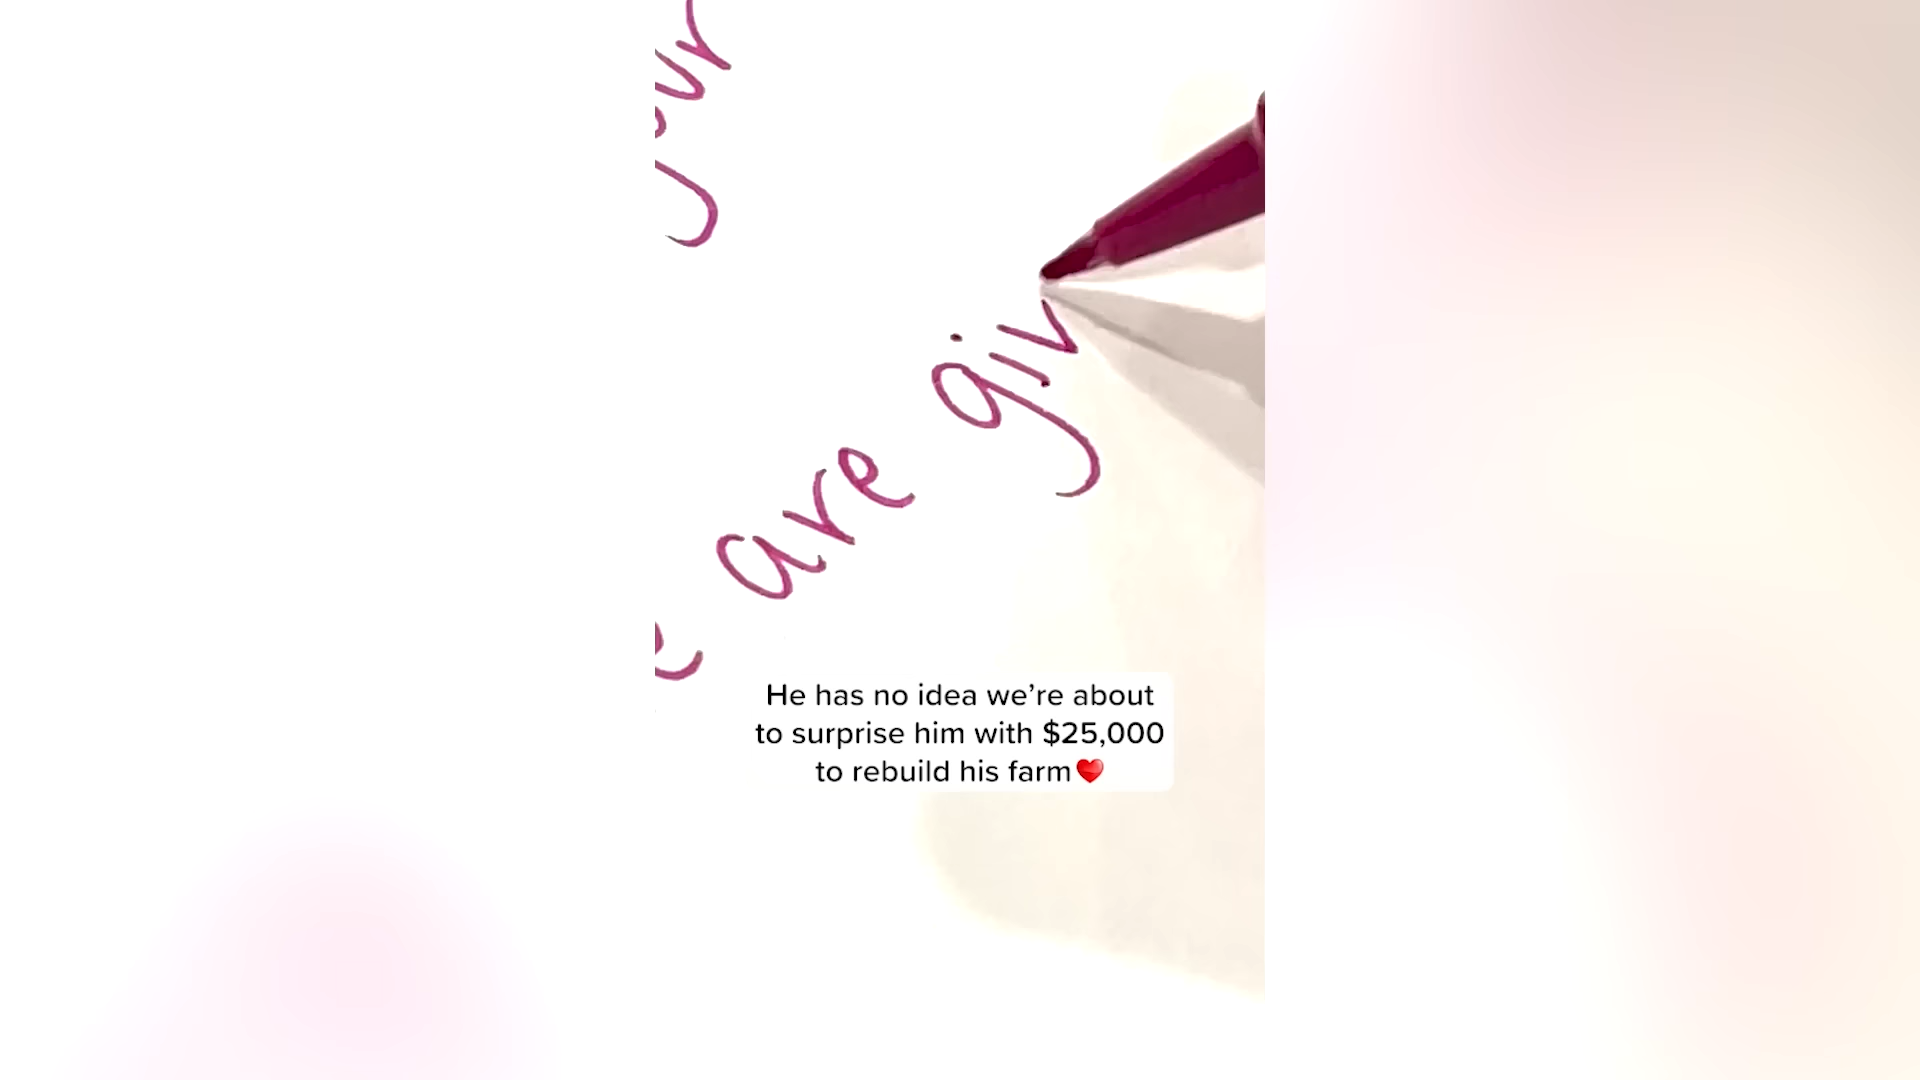 are giv
He has no idea we’re about
to surprise him with $25,000
to rebuild his farm❤️